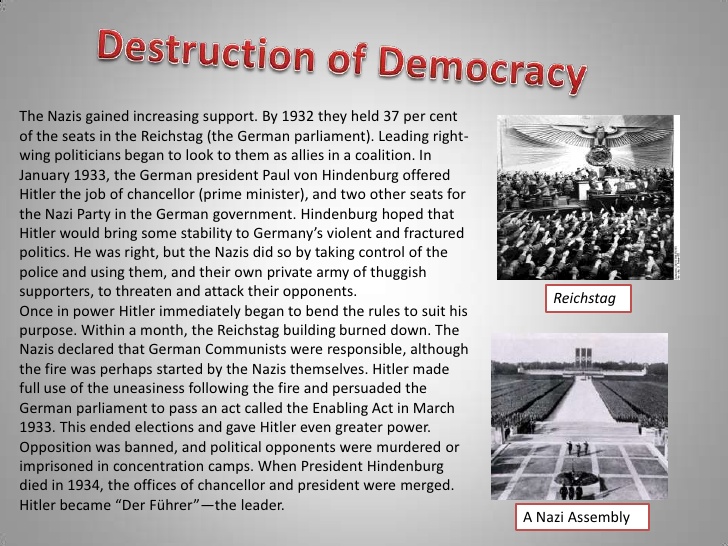 Destruction of Democracy
The Nazis gained increasing support. By 1932 they held 37 per cent
of the seats in the Reichstag (the German parliament). Leading right-
wing politicians began to look to them as allies in a coalition. In
January 1933, the German president Paul von Hindenburg offered
Hitler the job of chancellor (prime minister), and two other seats for
the Nazi Party in the German government. Hindenburg hoped that
Hitler would bring some stability to Germany’s violent and fractured
politics. He was right, but the Nazis did so by taking control of the
police and using them, and their own private army of thuggish
supporters, to threaten and attack their opponents.
Once in power Hitler immediately began to bend the rules to suit his
purpose. Within a month, the Reichstag building burned down. The
Nazis declared that German Communists were responsible, although
the fire was perhaps started by the Nazis themselves. Hitler made
full use of the uneasiness following the fire and persuaded the
German parliament to pass an act called the Enabling Act in March
1933. This ended elections and gave Hitler even greater power.
Opposition was banned, and political opponents were murdered or
imprisoned in concentration camps. When President Hindenburg
died in 1934, the offices of chancellor and president were merged.
Hitler became “Der Führer”—the leader.
Reichstag
A Nazi Assembly